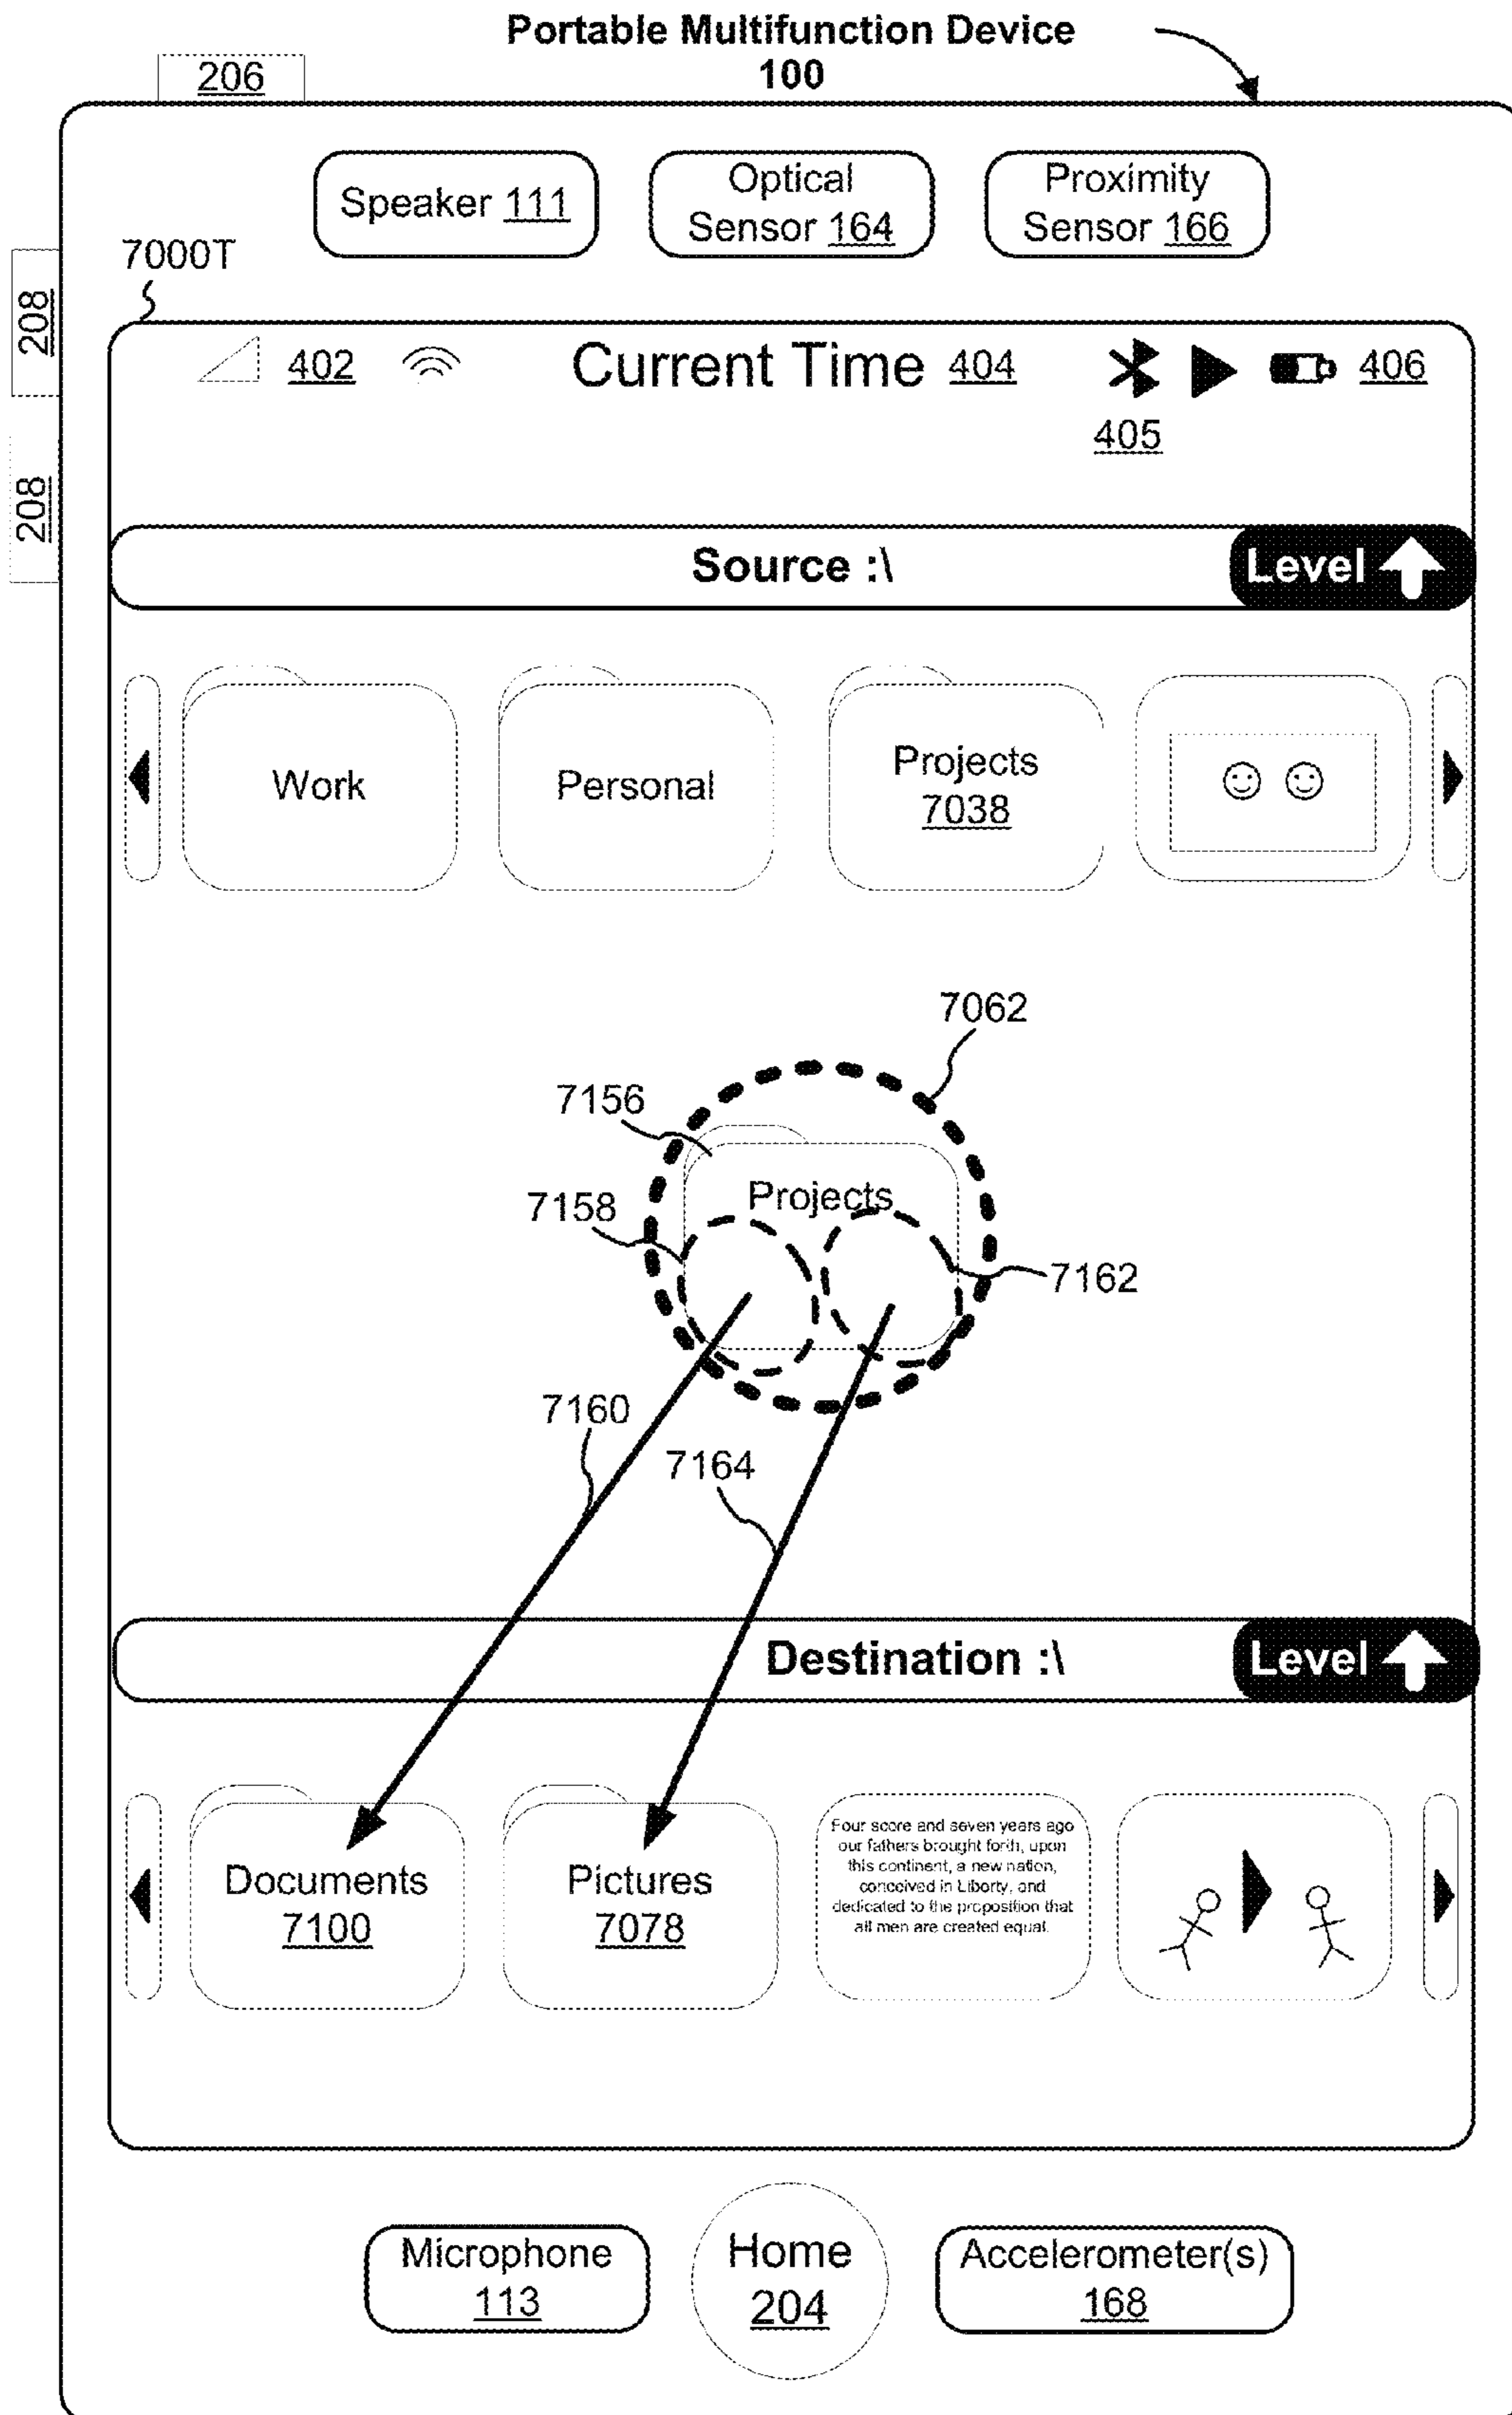 Portable Multifunction Device
100
206
Speaker 111
Optical
Sensor 164
Proximity
Sensor 166
7000T
208
208
402
Current Time 404
406
405
Source :\
Level
Work
Personal
Projects
7038
7062
7156
Projects
7158
7162
7160
7164
Destination :\
Level
Documents
7100
Pictures
7078
Four score and seven years ago
our fathers brought forth, upon
this continent, a new nation,
conceived in Liberty, and
dedicated to the proposition that
all men are created equal.
Microphone
113
Home
204
Accelerometer(s)
168